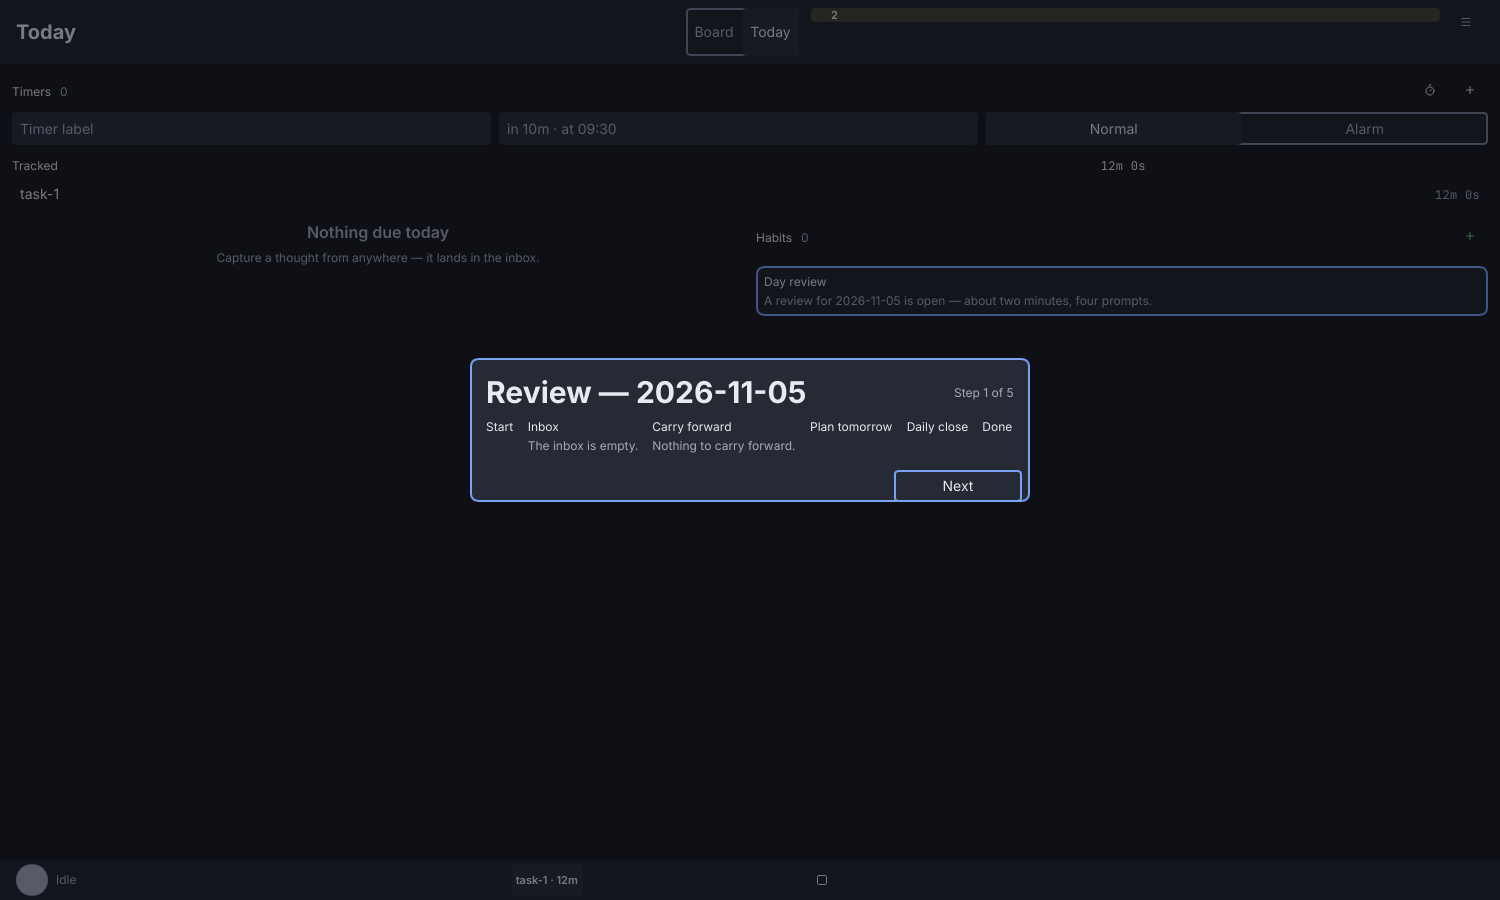 Today
Board
Today
2
Timers 0
Timer label
in 10m · at 09:30
Normal
Alarm
Tracked
12m 0s
task-1
12m 0s
Nothing due today
Capture a thought from anywhere — it lands in the inbox.
Habits 0
Day review
A review for 2026-11-05 is open — about two minutes, four prompts.
Review — 2026-11-05
Step 1 of 5
Start
Inbox
The inbox is empty.
Carry forward
Nothing to carry forward.
Plan tomorrow
Daily close
Done
Next
Idle
task-1 · 12m